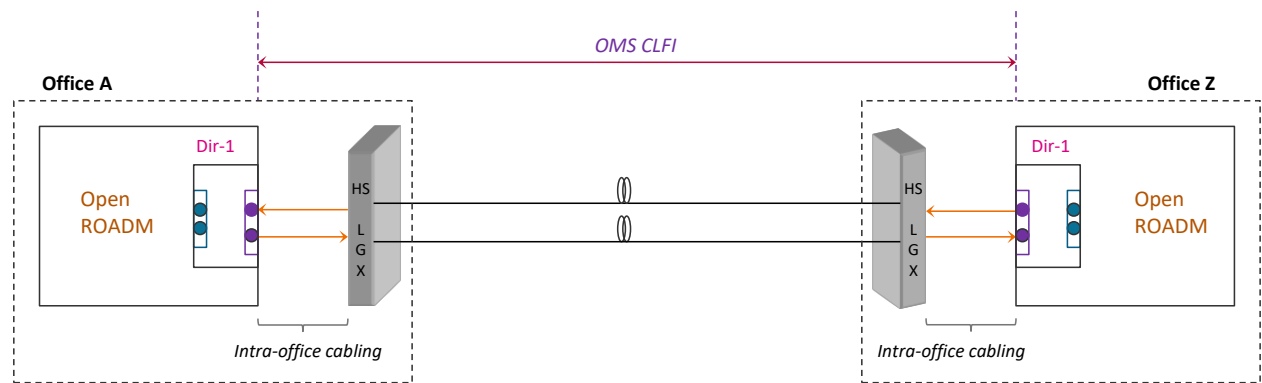 OMS CLFI
Office A
Office Z
Dir-1
Dir-1
Open
ROADM
HS
L
G
X
HS
L
G
X
Open
ROADM
Intra-office cabling
Intra-office cabling